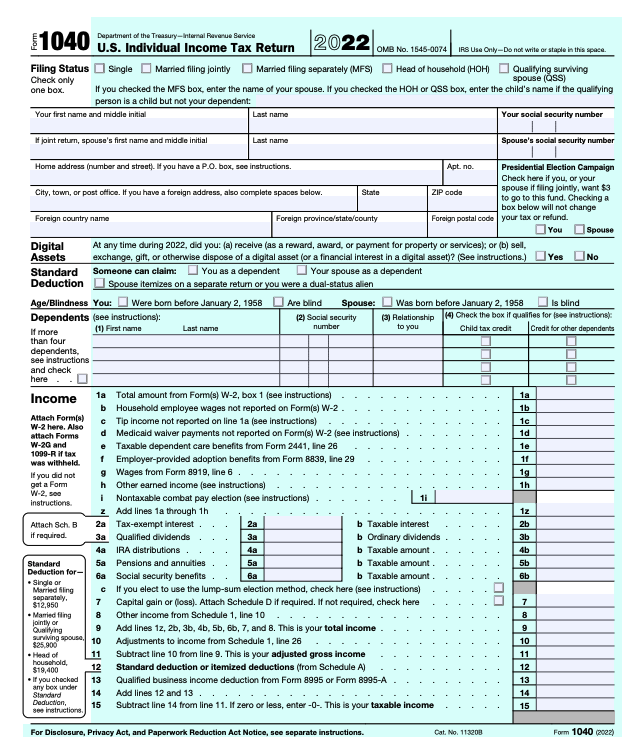 Form 1040 Department of the Treasury—Internal Revenue Service
U.S. Individual Income Tax Return 2022 OMB No. 1545-0074 IRS Use Only—Do not write or staple in this space.
Filing Status Single Married filing jointly Married filing separately (MFS) Head of household (HOH) Qualifying surviving spouse (QSS)
Check only
one box.
If you checked the MFS box, enter the name of your spouse. If you checked the HOH or QSS box, enter the child's name if the qualifying
person is a child but not your dependent:
Your first name and middle initial Last name Your social security number
If joint return, spouse's first name and middle initial Last name Spouse's social security number
Home address (number and street). If you have a P.O. box, see instructions. Apt. no.
City, town, or post office. If you have a foreign address, also complete spaces below. State ZIP code
Foreign country name Foreign province/state/county Foreign postal code
Presidential Election Campaign
Check here if you, or your
spouse if filing jointly, want $3
to go to this fund. Checking a
box below will not change
your tax or refund.
You Spouse
Digital
Assets
At any time during 2022, did you: (a) receive (as a reward, award, or payment for property or services); or (b) sell,
exchange, gift, or otherwise dispose of a digital asset (or a financial interest in a digital asset)? (See instructions.) Yes No
Standard
Deduction
Someone can claim: You as a dependent Your spouse as a dependent
Spouse itemizes on a separate return or you were a dual-status alien
Age/Blindness You: Were born before January 2, 1958 Are blind Spouse: Was born before January 2, 1958 Is blind
Dependents (see instructions):
(1) First name Last name (2) Social security number (3) Relationship to you (4) Check the box if qualifies for (see instructions):
Child tax credit Credit for other dependents
If more
than four
dependents,
see instructions
and check
here . .
Income
Attach Form(s)
W-2 here. Also
attach Forms
W-2G and
1099-R if tax
was withheld.
If you did not
get a Form
W-2, see
instructions.
1a Total amount from Form(s) W-2, box 1 (see instructions) 1a
b Household employee wages not reported on Form(s) W-2 1b
c Tip income not reported on line 1a (see instructions) 1c
d Medicaid waiver payments not reported on Form(s) W-2 (see instructions) 1d
e Taxable dependent care benefits from Form 2441, line 26 1e
f Employer-provided adoption benefits from Form 8839, line 29 1f
g Wages from Form 8919, line 6 1g
h Other earned income (see instructions) 1h
i Nontaxable combat pay election (see instructions) 1i
z Add lines 1a through 1h 1z
Attach Sch. B
if required.
2a Tax-exempt interest 2a b Taxable interest 2b
3a Qualified dividends 3a b Ordinary dividends 3b
4a IRA distributions 4a b Taxable amount 4b
5a Pensions and annuities 5a b Taxable amount 5b
6a Social security benefits 6a b Taxable amount 6b
c If you elect to use the lump-sum election method, check here (see instructions)
7 Capital gain or (loss). Attach Schedule D if required. If not required, check here 7
8 Other income from Schedule 1, line 10 8
9 Add lines 1z, 2b, 3b, 4b, 5b, 6b, 7, and 8. This is your total income 9
10 Adjustments to income from Schedule 1, line 26 10
11 Subtract line 10 from line 9. This is your adjusted gross income 11
12 Standard deduction or itemized deductions (from Schedule A) 12
13 Qualified business income deduction from Form 8995 or Form 8995-A 13
14 Add lines 12 and 13 14
15 Subtract line 14 from line 11. If zero or less, enter -0-. This is your taxable income 15
Standard
Deduction for—
• Single or
Married filing
separately,
$12,950
• Married filing
jointly or
Qualifying
surviving spouse,
$25,900
• Head of
household,
$19,400
• If you checked
any box under
Standard
Deduction,
see instructions.
For Disclosure, Privacy Act, and Paperwork Reduction Act Notice, see separate instructions. Cat. No. 11320B Form 1040 (2022)